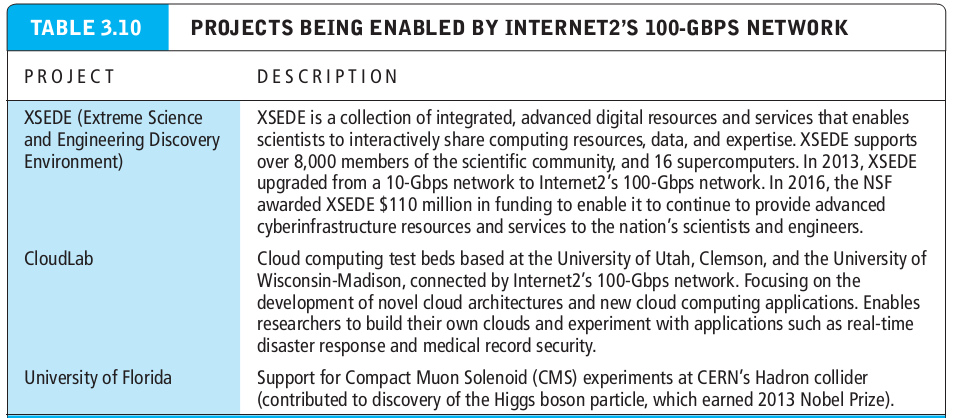 TABLE 3.10 PROJECTS BEING ENABLED BY INTERNET2'S 100-GBPS NETWORK
PROJECT DESCRIPTION
XSEDE (Extreme Science
and Engineering Discovery
Environment)
XSEDE is a collection of integrated, advanced digital resources and services that enables
scientists to interactively share computing resources, data, and expertise. XSEDE supports
over 8,000 members of the scientific community, and 16 supercomputers. In 2013, XSEDE
upgraded from a 10-Gbps network to Internet2's 100-Gbps network. In 2016, the NSF
awarded XSEDE $110 million in funding to enable it to continue to provide advanced
cyberinfrastructure resources and services to the nation's scientists and engineers.
CloudLab
Cloud computing test beds based at the University of Utah, Clemson, and the University of
Wisconsin-Madison, connected by Internet2's 100-Gbps network. Focusing on the
development of novel cloud architectures and new cloud computing applications. Enables
researchers to build their own clouds and experiment with applications such as real-time
disaster response and medical record security.
University of Florida
Support for Compact Muon Solenoid (CMS) experiments at CERN's Hadron collider
(contributed to discovery of the Higgs boson particle, which earned 2013 Nobel Prize).